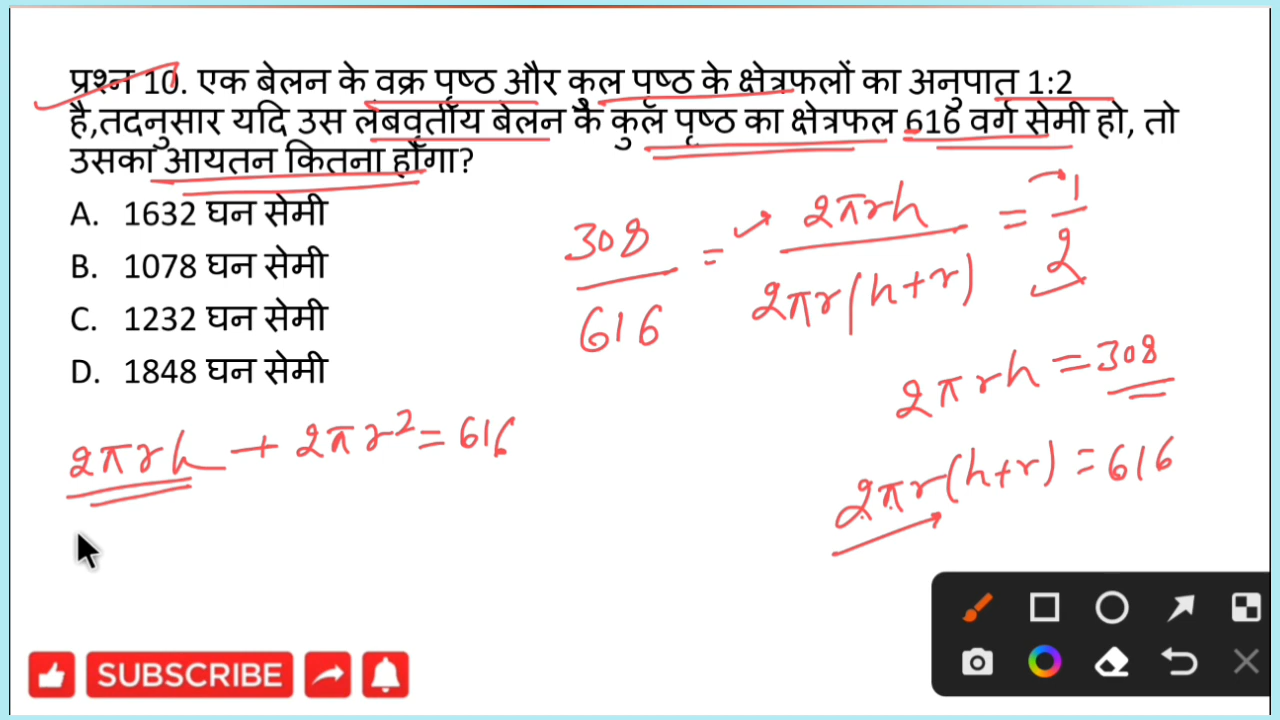 प्रश्न 10. एक बेलन के वक्र पृष्ठ और कुल पृष्ठ के क्षेत्रफलों का अनुपात 1:2
है,तदनुसार यदि उस लंबवृतीय बेलन के कुल पृष्ठ का क्षेत्रफल 616 वर्ग सेमी हो, तो
उसका आयतन कितना होगा?
A. 1632 घन सेमी
B. 1078 घन सेमी
C. 1232 घन सेमी
D. 1848 घन सेमी
308/616 = 2πrh/2πr(h+r) = 1/2
2πrh = 308
2πrh + 2πr² = 616
2πr(h+r) = 616
SUBSCRIBE